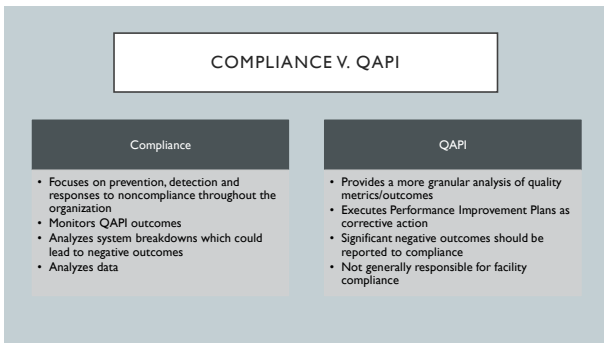 COMPLIANCE V. QAPI
Compliance
• Focuses on prevention, detection and
responses to noncompliance throughout the
organization
• Monitors QAPI outcomes
• Analyzes system breakdowns which could
lead to negative outcomes
• Analyzes data
QAPI
• Provides a more granular analysis of quality
metrics/outcomes
• Executes Performance Improvement Plans as
corrective action
• Significant negative outcomes should be
reported to compliance
• Not generally responsible for facility
compliance